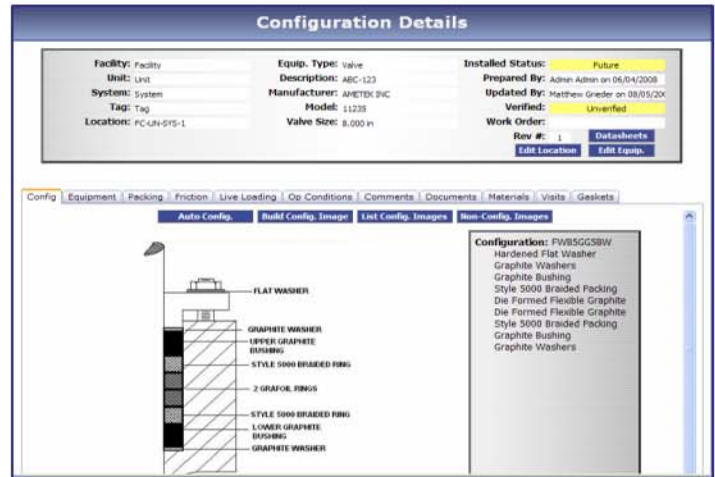 Configuration Details
Facility: Facility
Equip. Type: Valve
Installed Status: Future
Unit: Unit
Description: ABC-123
Prepared By: Admin Admin on 06/04/2008
System: System
Manufacturer: AMETEK INC
Updated By: Matthew Grieder on 08/05/200
Tag: Tag
Model: 11235
Verified: Unverified
Location: FC-UN-SYS-1
Valve Size: 8.000 in
Work Order:
Rev #: 1 Datasheets
Edit Location Edit Equip.
Config Equipment Packing Friction Live Loading Op Conditions Comments Documents Materials Visits Gaskets
Auto Config. Build Config. Image List Config. Images Non-Config. Images
FLAT WASHER
GRAPHITE WASHER
UPPER GRAPHITE
BUSHING
STYLE 5000 BRAIDED RING
2 GRAFOIL RINGS
STYLE 5000 BRAIDED RING
LOWER GRAPHITE
BUSHING
GRAPHITE WASHER
Configuration:
Hardened Flat Washer
Graphite Washers
Graphite Bushing
Style 5000 Braided Packing
Die Formed Flexible Graphite
Die Formed Flexible Graphite
Style 5000 Braided Packing
Graphite Bushing
Graphite Washers